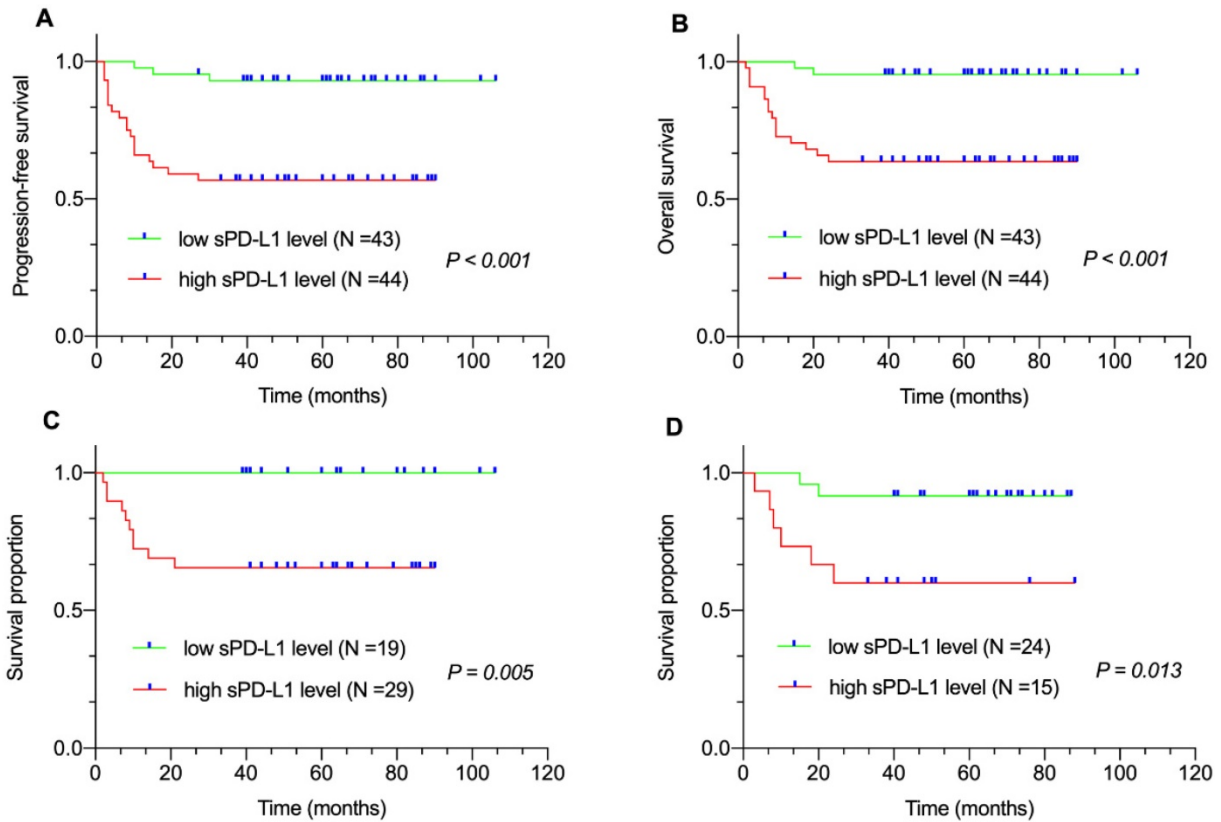 A
1.0
0.5
0.0
Progression-free survival
low sPD-L1 level (N =43)
high sPD-L1 level (N =44)
P < 0.001
0 20 40 60 80 100 120
Time (months)
B
1.0
0.5
0.0
Overall survival
low sPD-L1 level (N =43)
high sPD-L1 level (N =44)
P < 0.001
0 20 40 60 80 100 120
Time (months)
C
1.0
0.5
0.0
Survival proportion
low sPD-L1 level (N =19)
high sPD-L1 level (N =29)
P = 0.005
0 20 40 60 80 100 120
Time (months)
D
1.0
0.5
0.0
Survival proportion
low sPD-L1 level (N =24)
high sPD-L1 level (N =15)
P = 0.013
0 20 40 60 80 100 120
Time (months)